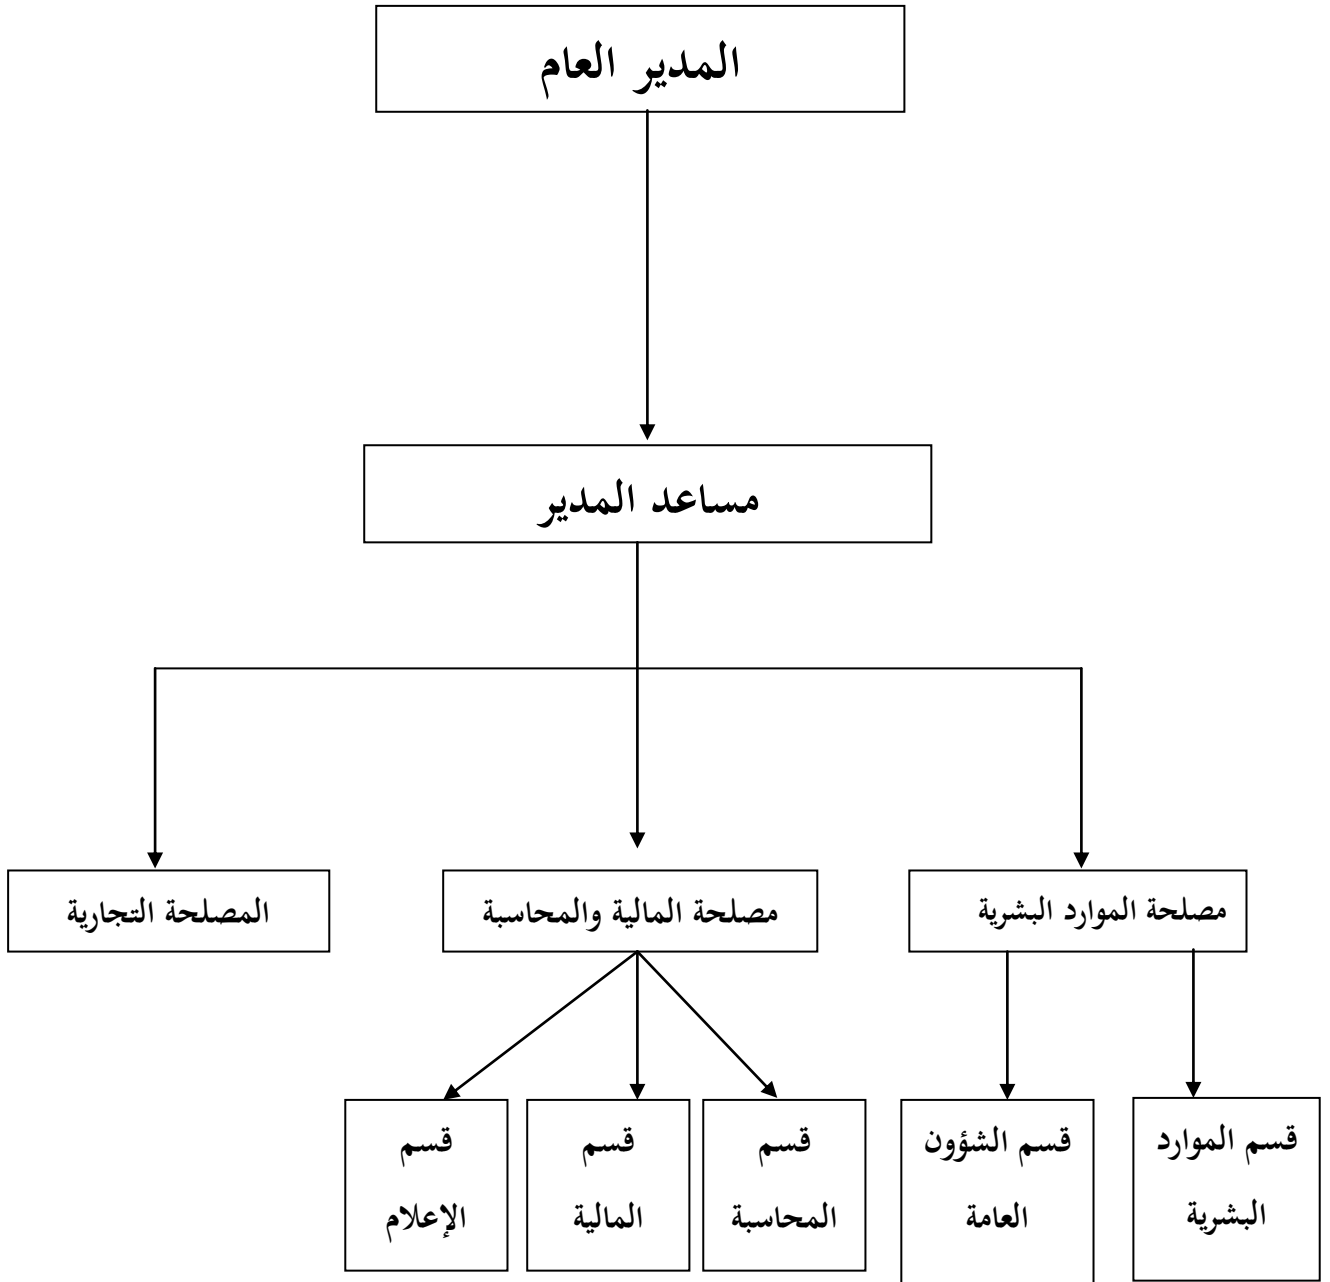 المدير العام
مساعد المدير
مصلحة الموارد البشرية
مصلحة المالية والمحاسبة
المصلحة التجارية
قسم الموارد
البشرية
قسم الشؤون
العامة
قسم
المحاسبة
قسم
المالية
قسم
الإعلام